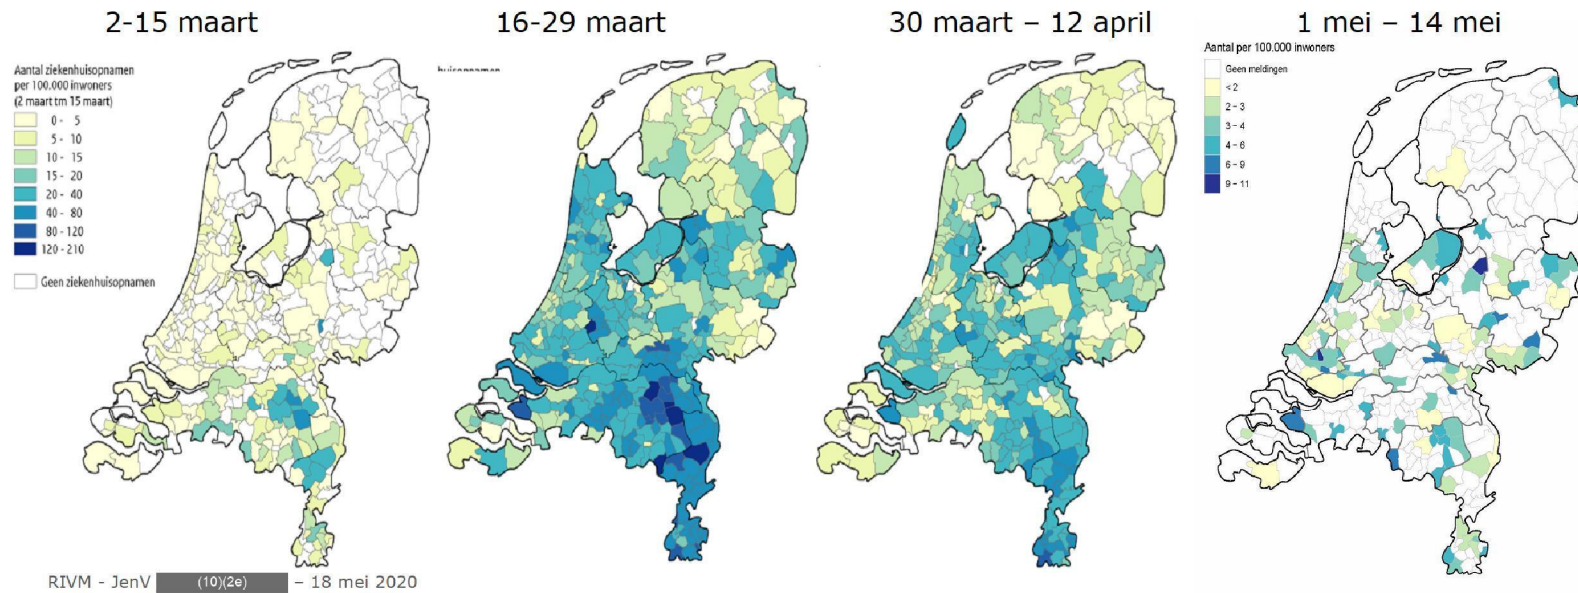 2-15 maart
16-29 maart
30 maart – 12 april
1 mei – 14 mei
Aantal ziekenhuisopnamen
per 100.000 inwoners
(2 maart tm 15 maart)
0 - 5
5 - 10
10 - 15
15 - 20
20 - 40
40 - 80
80 - 120
120 - 210
Geen ziekenhuisopnamen
huisopnamen
Aantal per 100.000 inwoners
Geen meldingen
< 2
2 – 3
3 – 4
4 – 6
6 – 9
9 – 11
RIVM - JenV (10)(2e) – 18 mei 2020